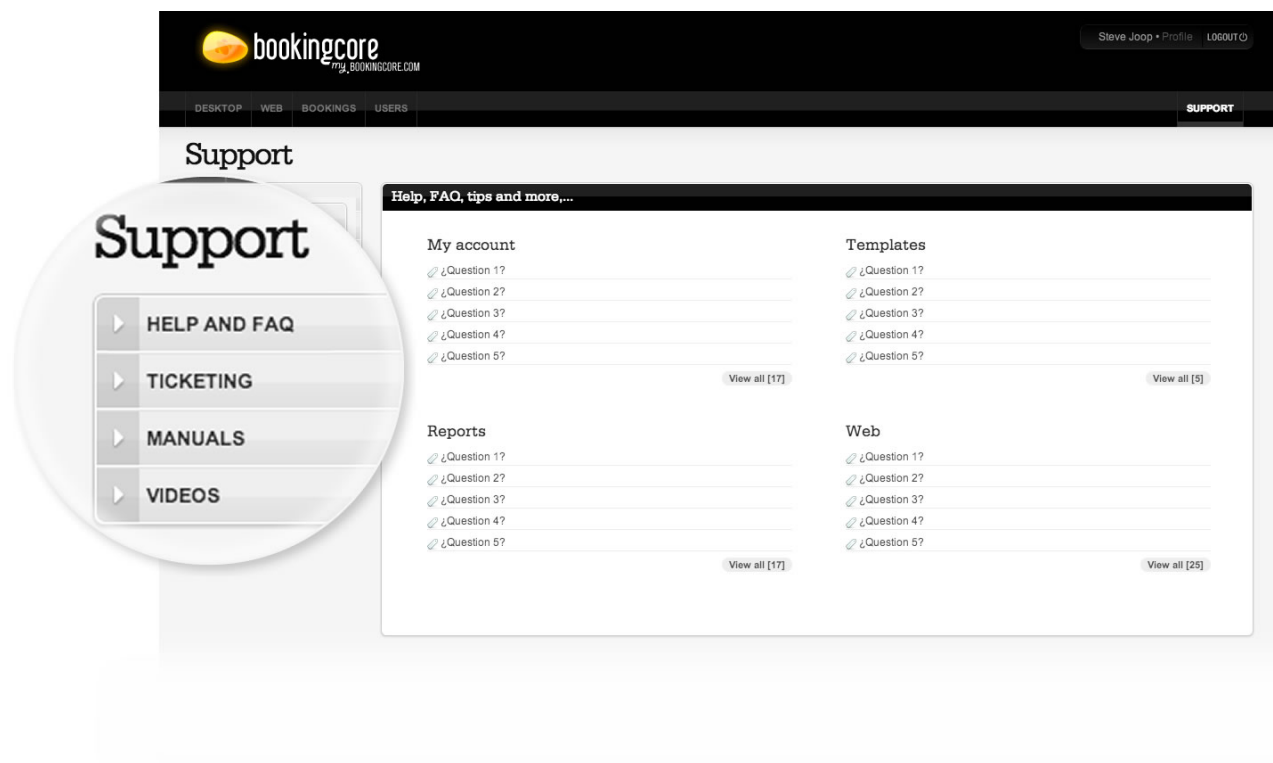 bookingcore
my.BOOKINGCORE.COM
Steve Joop • Profile LOGOUT
DESKTOP WEB BOOKINGS USERS SUPPORT
Support
Support
HELP AND FAQ
TICKETING
MANUALS
VIDEOS
Help, FAQ, tips and more,...
My account
¿Question 1?
¿Question 2?
¿Question 3?
¿Question 4?
¿Question 5?
View all [17]
Templates
¿Question 1?
¿Question 2?
¿Question 3?
¿Question 4?
¿Question 5?
View all [5]
Reports
¿Question 1?
¿Question 2?
¿Question 3?
¿Question 4?
¿Question 5?
View all [17]
Web
¿Question 1?
¿Question 2?
¿Question 3?
¿Question 4?
¿Question 5?
View all [25]